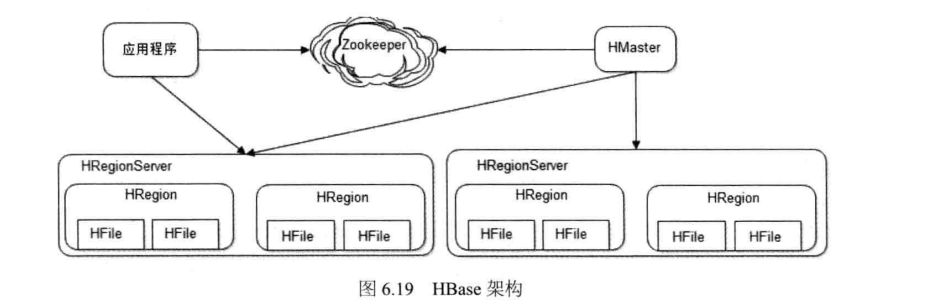 应用程序
Zookeeper
HMaster
HRegionServer
HRegionServer
HRegion
HRegion
HRegion
HRegion
HFile
HFile
HFile
HFile
HFile
HFile
HFile
HFile
图 6.19 HBase 架构